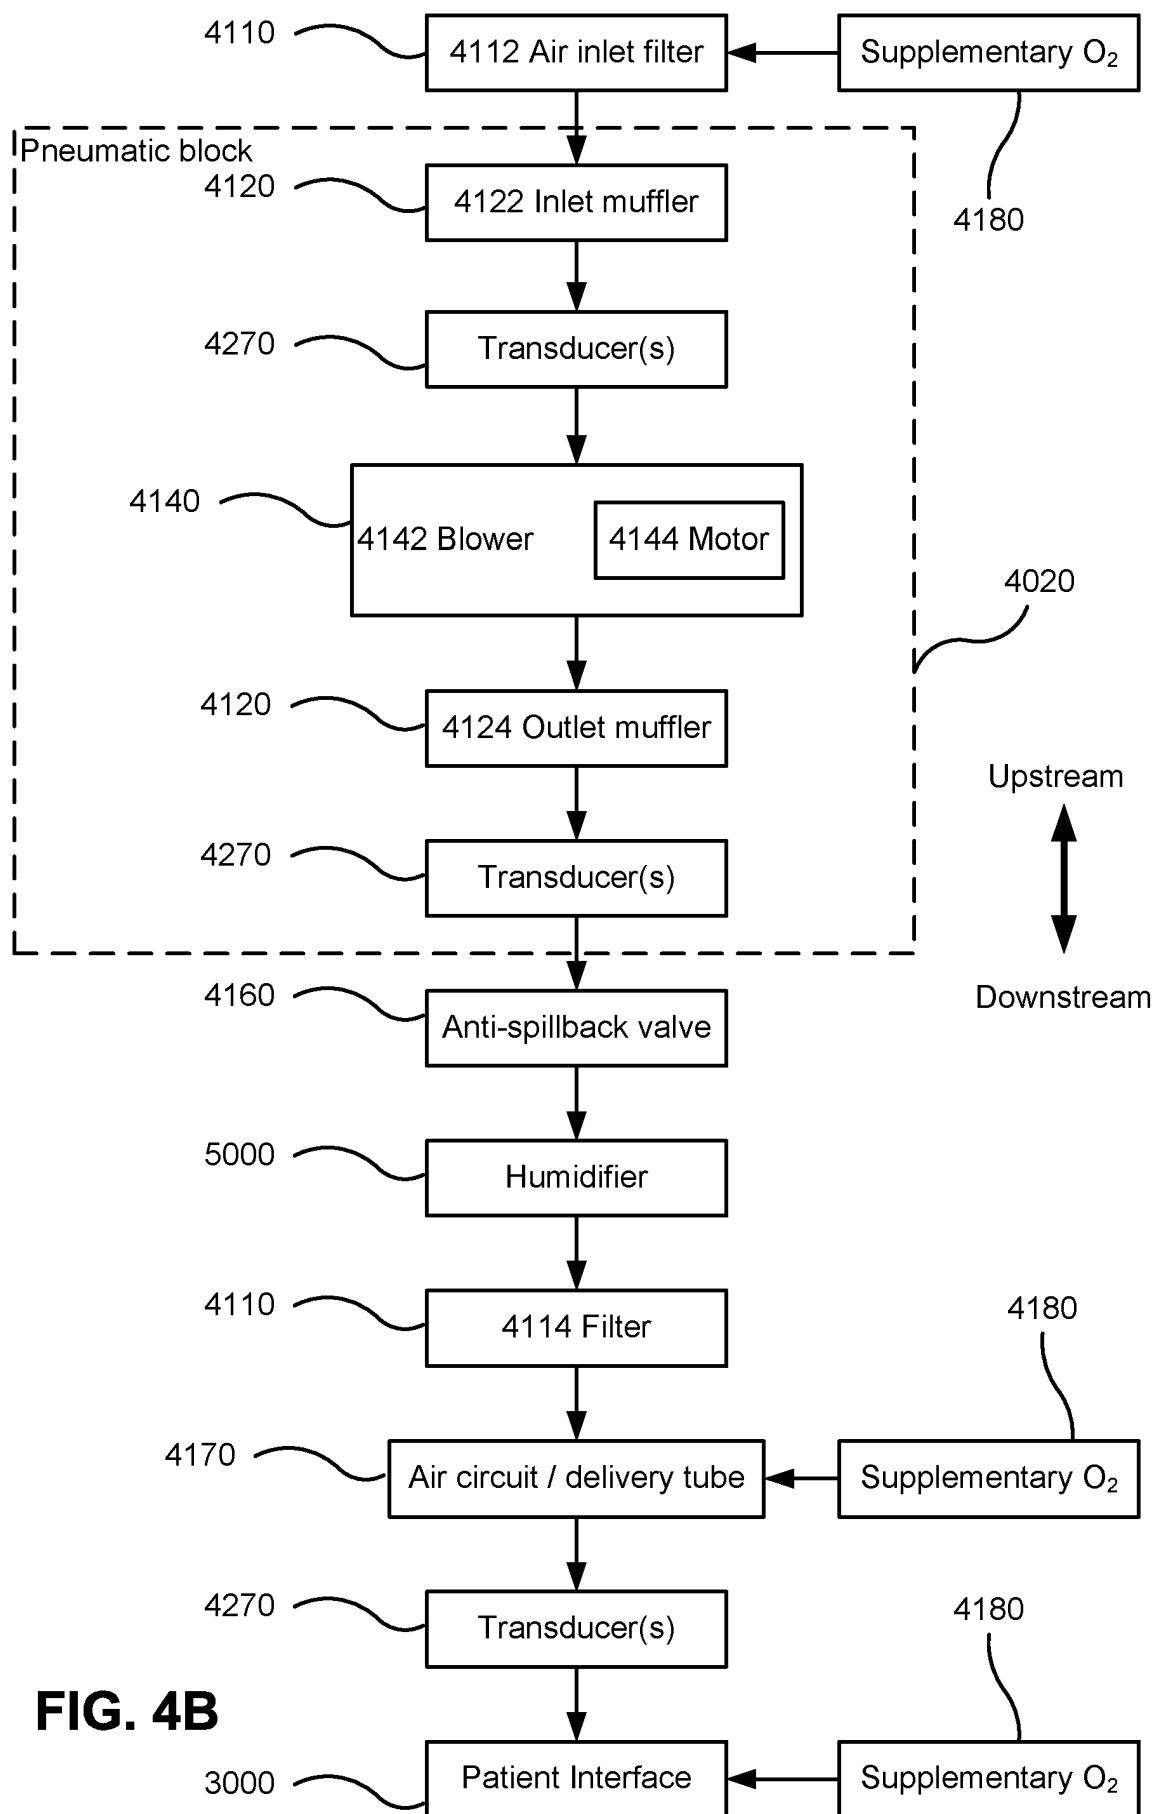 4110
4112 Air inlet filter
Supplementary O₂
Pneumatic block
4120
4122 Inlet muffler
4180
4270
Transducer(s)
4140
4142 Blower
4144 Motor
4020
4120
4124 Outlet muffler
Upstream
4270
Transducer(s)
4160
Anti-spillback valve
Downstream
5000
Humidifier
4110
4114 Filter
4180
4170
Air circuit / delivery tube
Supplementary O₂
4270
Transducer(s)
4180
FIG. 4B
3000
Patient Interface
Supplementary O₂